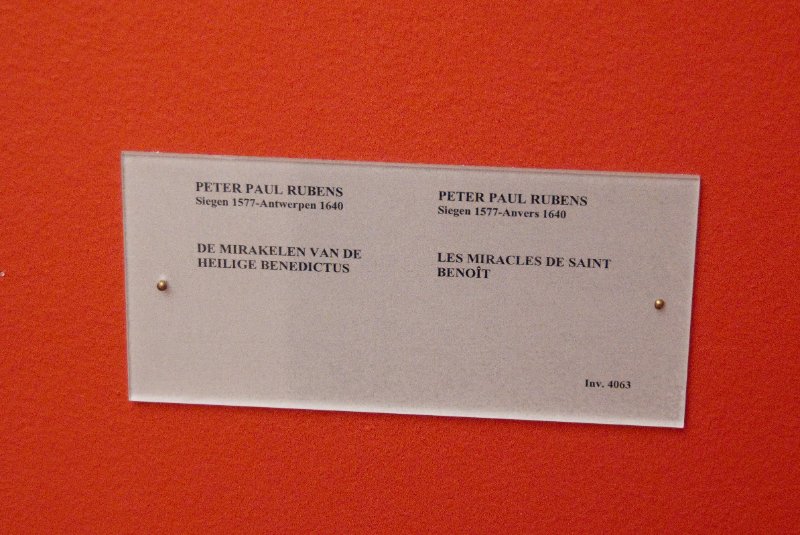 PETER PAUL RUBENS
Siegen 1577-Antwerpen 1640
DE MIRAKELEN VAN DE
HEILIGE BENEDICTUS
PETER PAUL RUBENS
Siegen 1577-Anvers 1640
LES MIRACLES DE SAINT
BENOÎT
Inv. 4063